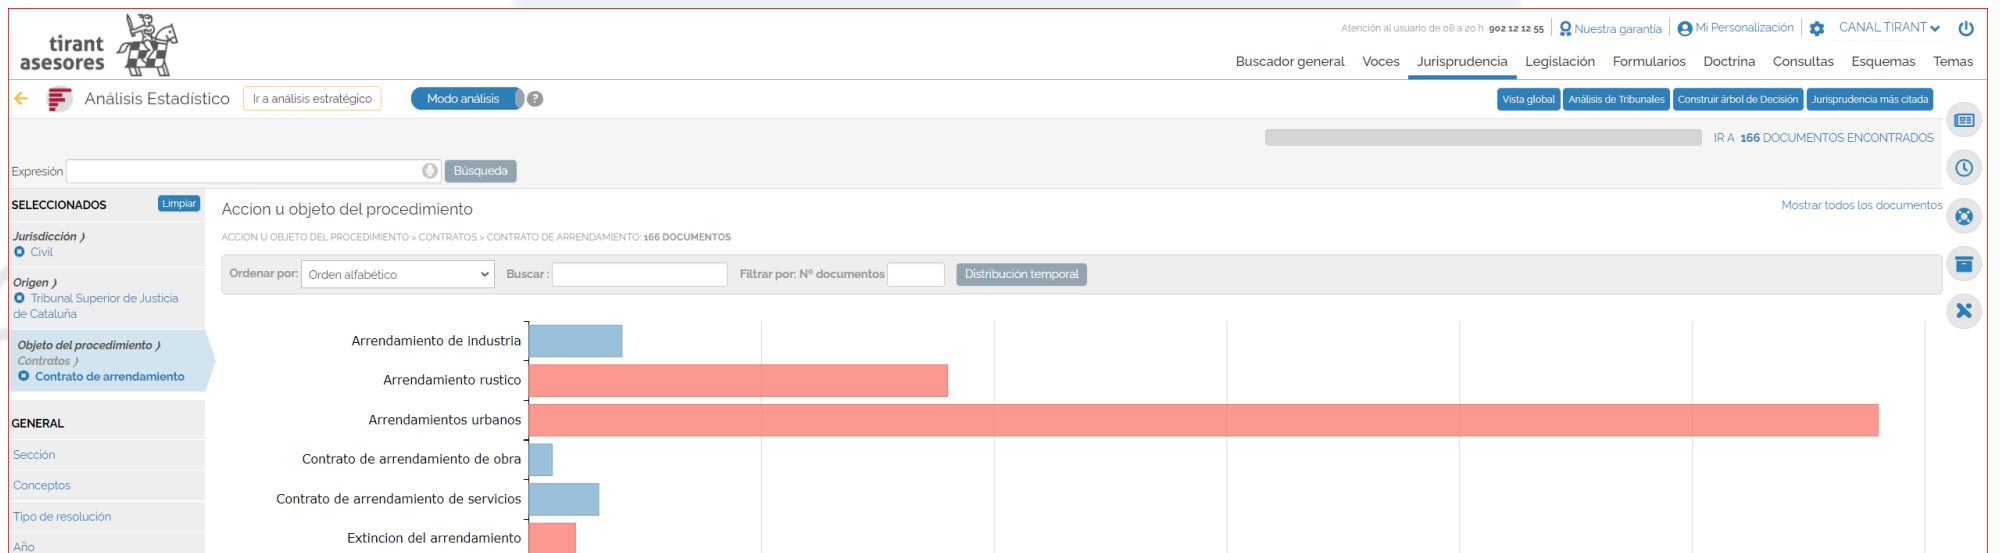 tirant
asesores
Atención al usuario de 08 a 20 h 902 12 12 55 Nuestra garantía Mi Personalización CANAL TIRANT
Buscador general Voces Jurisprudencia Legislación Formularios Doctrina Consultas Esquemas Temas
Análisis Estadístico Ir a análisis estratégico Modo análisis ? Vista global Análisis de Tribunales Construir árbol de Decisión Jurisprudencia más citada
IR A 166 DOCUMENTOS ENCONTRADOS
Expresión Búsqueda
SELECCIONADOS Limpiar
Jurisdicción )
Civil
Origen )
Tribunal Superior de Justicia
de Cataluña
Objeto del procedimiento )
Contratos )
Contrato de arrendamiento
GENERAL
Sección
Conceptos
Tipo de resolución
Año
Accion u objeto del procedimiento Mostrar todos los documentos
ACCION U OBJETO DEL PROCEDIMIENTO > CONTRATOS > CONTRATO DE ARRENDAMIENTO: 166 DOCUMENTOS
Ordenar por: Orden alfabético Buscar : Filtrar por: Nº documentos Distribución temporal
Arrendamiento de industria
Arrendamiento rustico
Arrendamientos urbanos
Contrato de arrendamiento de obra
Contrato de arrendamiento de servicios
Extincion del arrendamiento